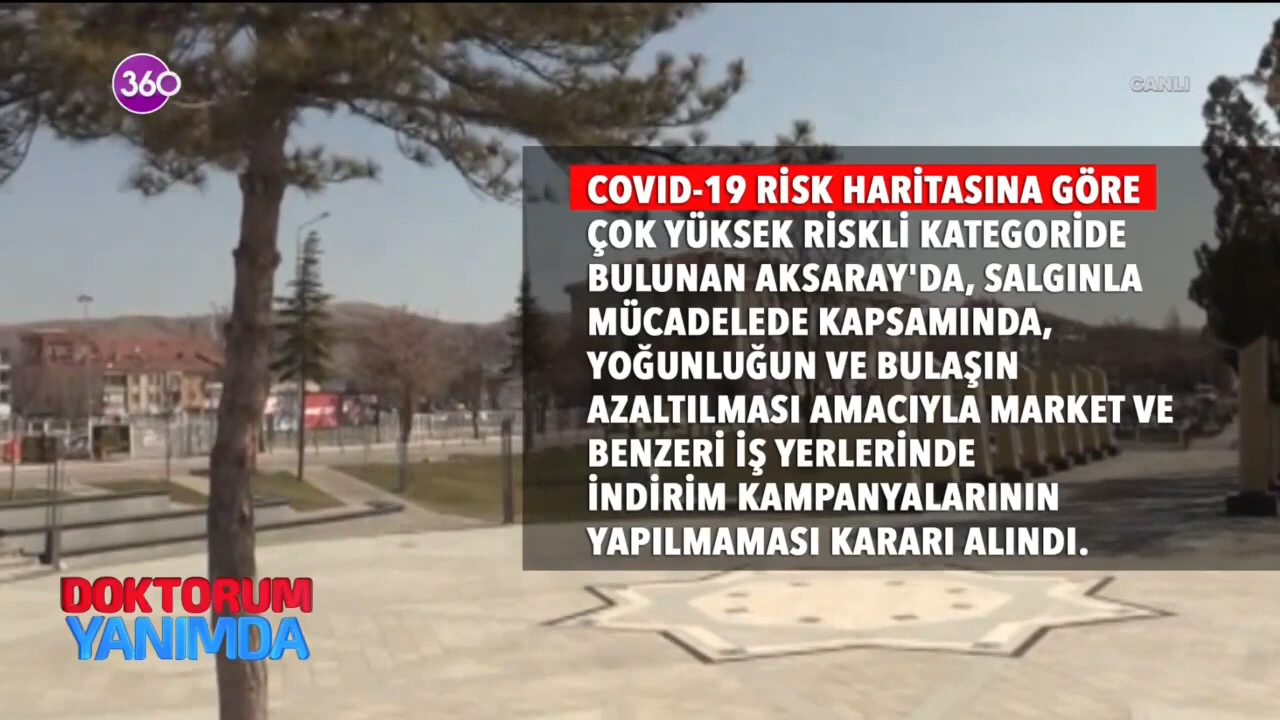 360
CANLI
COVID-19 RİSK HARİTASINA GÖRE
ÇOK YÜKSEK RİSKLİ KATEGORİDE
BULUNAN AKSARAY'DA, SALGINLA
MÜCADELEDE KAPSAMINDA,
YOĞUNLUĞUN VE BULAŞIN
AZALTILMASI AMACIYLA MARKET VE
BENZERİ İŞ YERLERİNDE
İNDİRİM KAMPANYALARININ
YAPILMAMASI KARARI ALINDI.
DOKTORUM
YANIMDA